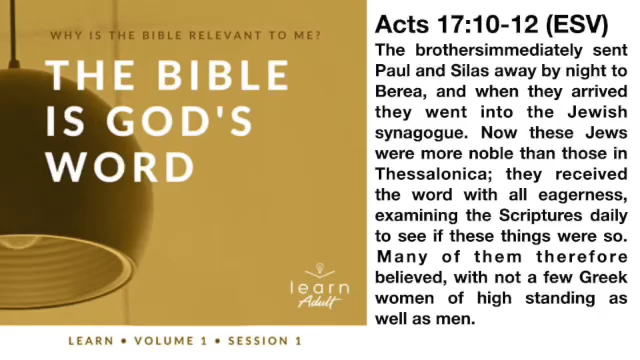 WHY IS THE BIBLE RELEVANT TO ME?
THE BIBLE
IS GOD'S
WORD
learn
Adult
LEARN • VOLUME 1 • SESSION 1
Acts 17:10-12 (ESV)
The brothersimmediately sent
Paul and Silas away by night to
Berea, and when they arrived
they went into the Jewish
synagogue. Now these Jews
were more noble than those in
Thessalonica; they received
the word with all eagerness,
examining the Scriptures daily
to see if these things were so.
Many of them therefore
believed, with not a few Greek
women of high standing as
well as men.